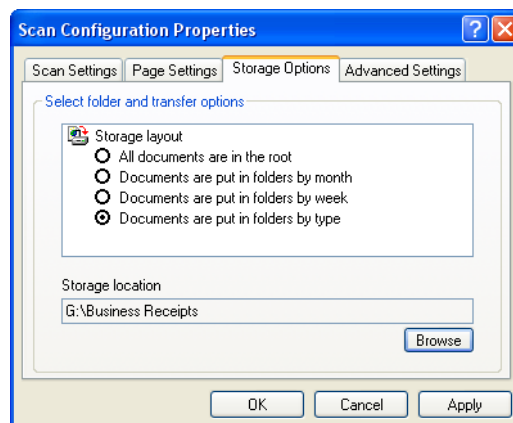 Scan Configuration Properties
Scan Settings Page Settings Storage Options Advanced Settings
Select folder and transfer options
Storage layout
All documents are in the root
Documents are put in folders by month
Documents are put in folders by week
Documents are put in folders by type
Storage location
G:\Business Receipts
Browse
OK Cancel Apply